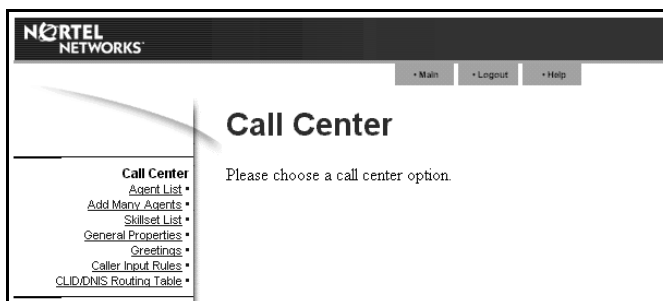 NORTEL
NETWORKS
• Main • Logout • Help
Call Center
Please choose a call center option.
Call Center
Agent List •
Add Many Agents •
Skillset List •
General Properties •
Greetings •
Caller Input Rules •
CLID/DNIS Routing Table •